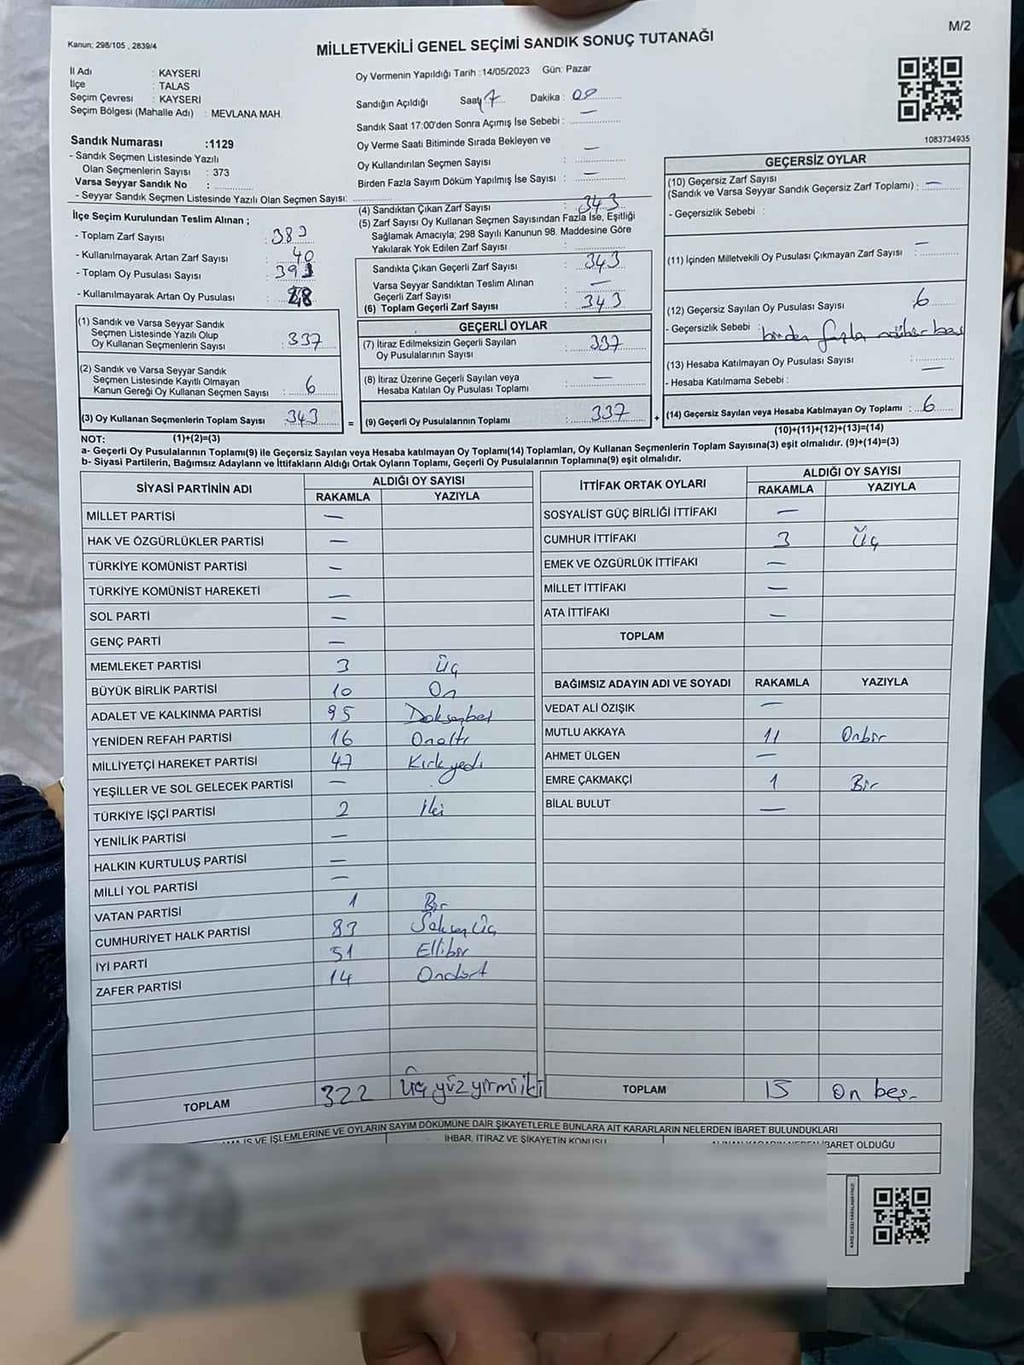 M/2
Kanun: 298/105 , 2839/4
MİLLETVEKİLİ GENEL SEÇİMİ SANDIK SONUÇ TUTANAĞI
İl Adı : KAYSERİ
İlçe : TALAS
Seçim Çevresi : KAYSERİ
Seçim Bölgesi (Mahalle Adı) : MEVLANA MAH.
Sandık Numarası :1129
- Sandık Seçmen Listesinde Yazılı
Olan Seçmenlerin Sayısı : 373
Varsa Seyyar Sandık No :
- Seyyar Sandık Seçmen Listesinde Yazılı Olan Seçmen Sayısı:
Oy Vermenin Yapıldığı Tarih :14/05/2023 Gün: Pazar
Sandığın Açıldığı Saat 17 Dakika : 00
Sandık Saat 17:00'den Sonra Açımış İse Sebebi : —
Oy Verme Saati Bitiminde Sırada Bekleyen ve
Oy Kullandırılan Seçmen Sayısı : —
Birden Fazla Sayım Döküm Yapılmış İse Sayısı : —
1083734935
İlçe Seçim Kurulundan Teslim Alınan ;
- Toplam Zarf Sayısı : 383
- Kullanılmayarak Artan Zarf Sayısı : 40
- Toplam Oy Pusulası Sayısı : 391
- Kullanılmayarak Artan Oy Pusulası : 48
(1) Sandık ve Varsa Seyyar Sandık
Seçmen Listesinde Yazılı Olup
Oy Kullanan Seçmenlerin Sayısı : 337
(2) Sandık ve Varsa Seyyar Sandık
Seçmen Listesinde Kayıtlı Olmayan
Kanun Gereği Oy Kullanan Seçmen Sayısı : 6
(3) Oy Kullanan Seçmenlerin Toplam Sayısı : 343
(4) Sandıktan Çıkan Zarf Sayısı : 343
(5) Zarf Sayısı Oy Kullanan Seçmen Sayısından Fazla İse, Eşitliği
Sağlamak Amacıyla; 298 Sayılı Kanunun 98. Maddesine Göre
Yakılarak Yok Edilen Zarf Sayısı :
Sandıkta Çıkan Geçerli Zarf Sayısı : 343
Varsa Seyyar Sandıktan Teslim Alınan
Geçerli Zarf Sayısı : —
(6) Toplam Geçerli Zarf Sayısı : 343
GEÇERLİ OYLAR
(7) İtiraz Edilmeksizin Geçerli Sayılan
Oy Pusulalarının Sayısı : 337
(8) İtiraz Üzerine Geçerli Sayılan veya
Hesaba Katılan Oy Pusulası Toplamı : —
= (9) Geçerli Oy Pusulalarının Toplamı : 337 +
GEÇERSİZ OYLAR
(10) Geçersiz Zarf Sayısı
(Sandık ve Varsa Seyyar Sandık Geçersiz Zarf Toplamı) : —
- Geçersizlik Sebebi :
(11) İçinden Milletvekili Oy Pusulası Çıkmayan Zarf Sayısı : —
(12) Geçersiz Sayılan Oy Pusulası Sayısı : 6
- Geçersizlik Sebebi : birden fazla mühür bas
(13) Hesaba Katılmayan Oy Pusulası Sayısı : —
- Hesaba Katılmama Sebebi :
(14) Geçersiz Sayılan veya Hesaba Katılmayan Oy Toplamı : 6
NOT: (1)+(2)=(3)
(10)+(11)+(12)+(13)=(14)
a- Geçerli Oy Pusulalarının Toplamı(9) ile Geçersiz Sayılan veya Hesaba katılmayan Oy Toplamı(14) Toplamları, Oy Kullanan Seçmenlerin Toplam Sayısına(3) eşit olmalıdır. (9)+(14)=(3)
b- Siyasi Partilerin, Bağımsız Adayların ve İttifakların Aldığı Ortak Oyların Toplamı, Geçerli Oy Pusulalarının Toplamına(9) eşit olmalıdır.
SİYASİ PARTİNİN ADI ALDIĞI OY SAYISI
RAKAMLA YAZIYLA
MİLLET PARTİSİ —
HAK VE ÖZGÜRLÜKLER PARTİSİ —
TÜRKİYE KOMÜNİST PARTİSİ —
TÜRKİYE KOMÜNİST HAREKETİ —
SOL PARTİ —
GENÇ PARTİ —
MEMLEKET PARTİSİ 3 Üç
BÜYÜK BİRLİK PARTİSİ 10 On
ADALET VE KALKINMA PARTİSİ 95 Doksanbeş
YENİDEN REFAH PARTİSİ 16 Onaltı
MİLLİYETÇİ HAREKET PARTİSİ 47 Kırkyedi
YEŞİLLER VE SOL GELECEK PARTİSİ —
TÜRKİYE İŞÇİ PARTİSİ 2 İki
YENİLİK PARTİSİ —
HALKIN KURTULUŞ PARTİSİ —
MİLLİ YOL PARTİSİ —
VATAN PARTİSİ 1 Bir
CUMHURİYET HALK PARTİSİ 83 Seksen Üç
İYİ PARTİ 51 Ellibir
ZAFER PARTİSİ 14 Ondört
TOPLAM 322 Üç yüz yirmi iki
İTTİFAK ORTAK OYLARI ALDIĞI OY SAYISI
RAKAMLA YAZIYLA
SOSYALİST GÜÇ BİRLİĞİ İTTİFAKI —
CUMHUR İTTİFAKI 3 Üç
EMEK VE ÖZGÜRLÜK İTTİFAKI —
MİLLET İTTİFAKI —
ATA İTTİFAKI —
TOPLAM
BAĞIMSIZ ADAYIN ADI VE SOYADI RAKAMLA YAZIYLA
VEDAT ALİ ÖZIŞIK —
MUTLU AKKAYA 11 Onbir
AHMET ÜLGEN —
EMRE ÇAKMAKÇİ 1 Bir
BİLAL BULUT —
TOPLAM 15 On beş
VE İŞLEMLERİNE VE OYLARIN SAYIM DÖKÜMÜNE DAİR ŞİKAYETLERLE BUNLARA AİT KARARLARIN NELERDEN İBARET BULUNDUKLARI
İHBAR, İTİRAZ VE ŞİKAYETİN KONUSU
İBARET OLDUĞU